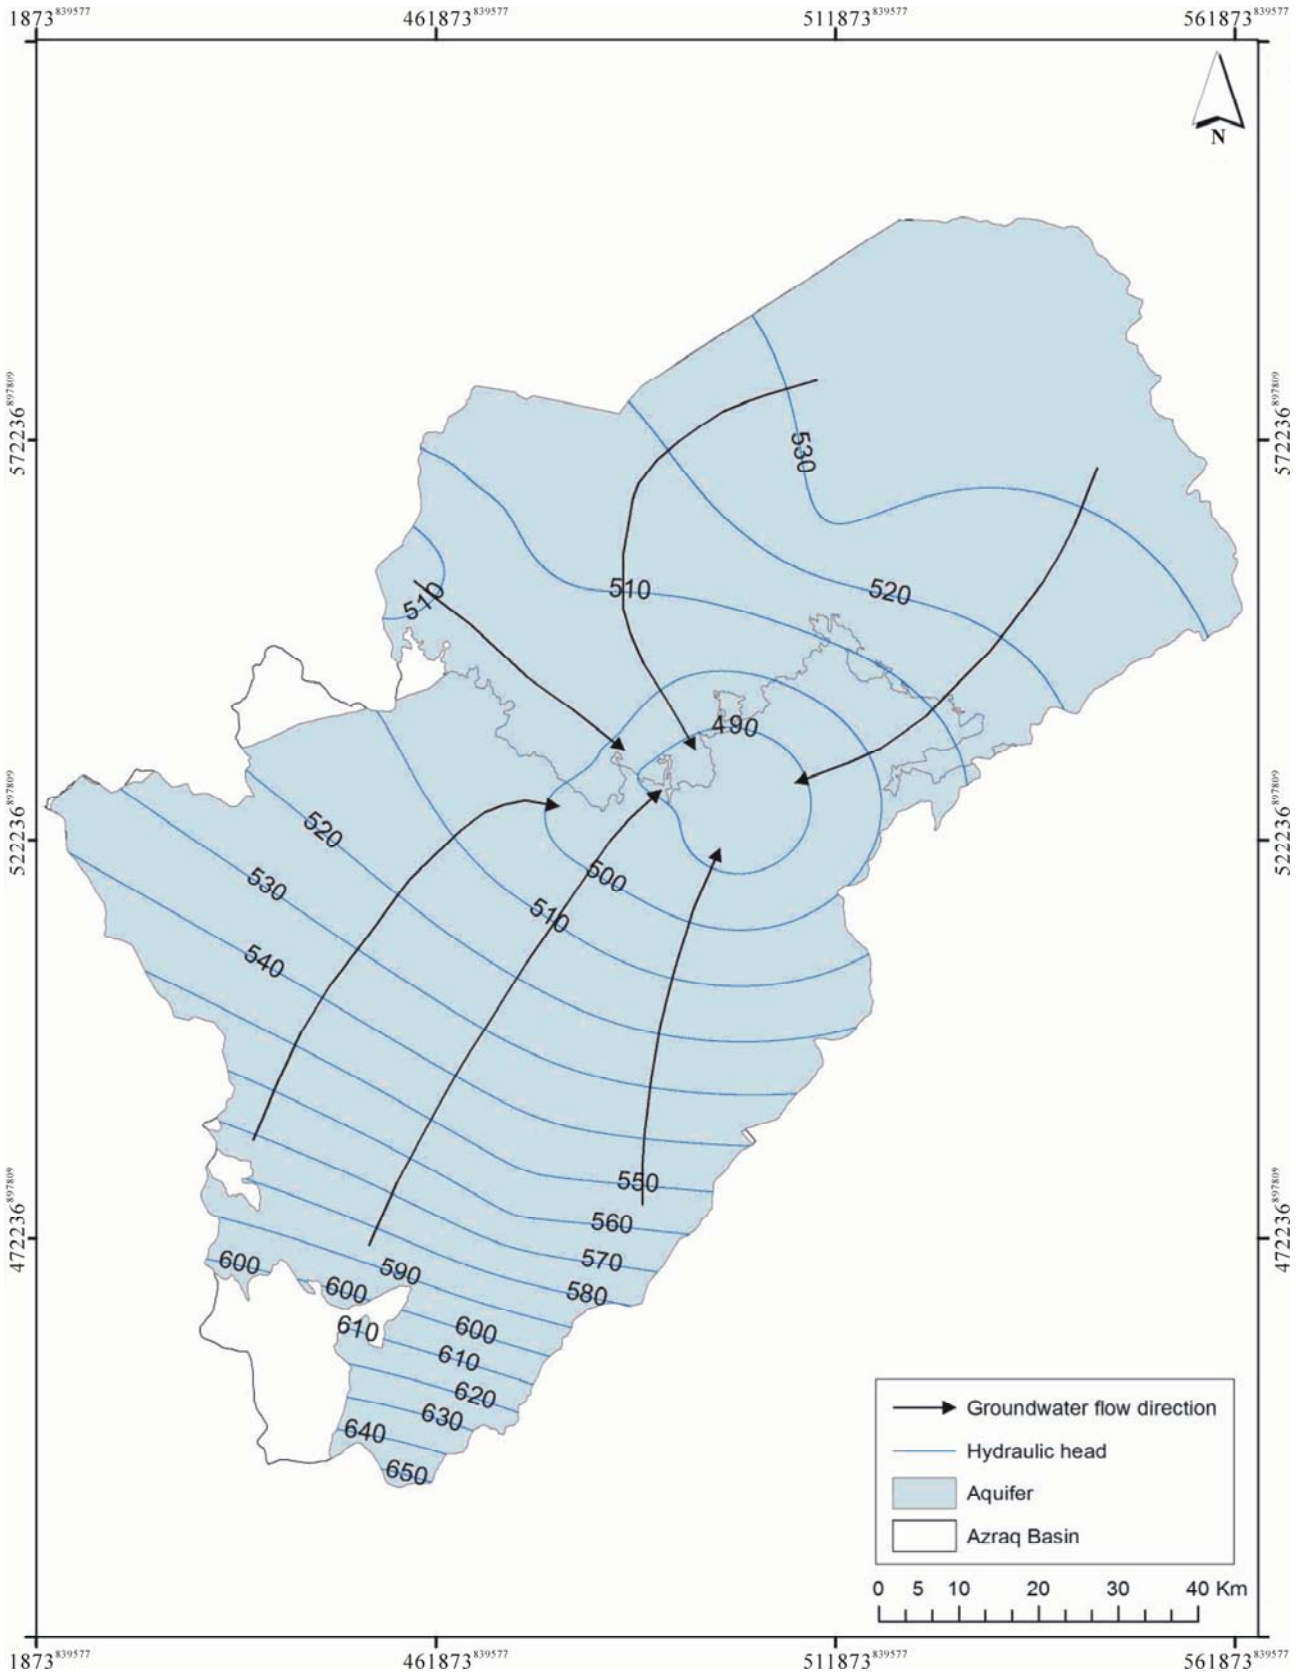 1873839577 461873839577 511873839577 561873839577
N
572236897809 572236897809
530
510 520
510
490
520
522236897809 522236897809
500
530
510
540
550
560
472236897809 472236897809
570
600 590
600 580
610 600
610
620
630
640
650
Groundwater flow direction
Hydraulic head
Aquifer
Azraq Basin
0 5 10 20 30 40 Km
1873839577 461873839577 511873839577 561873839577